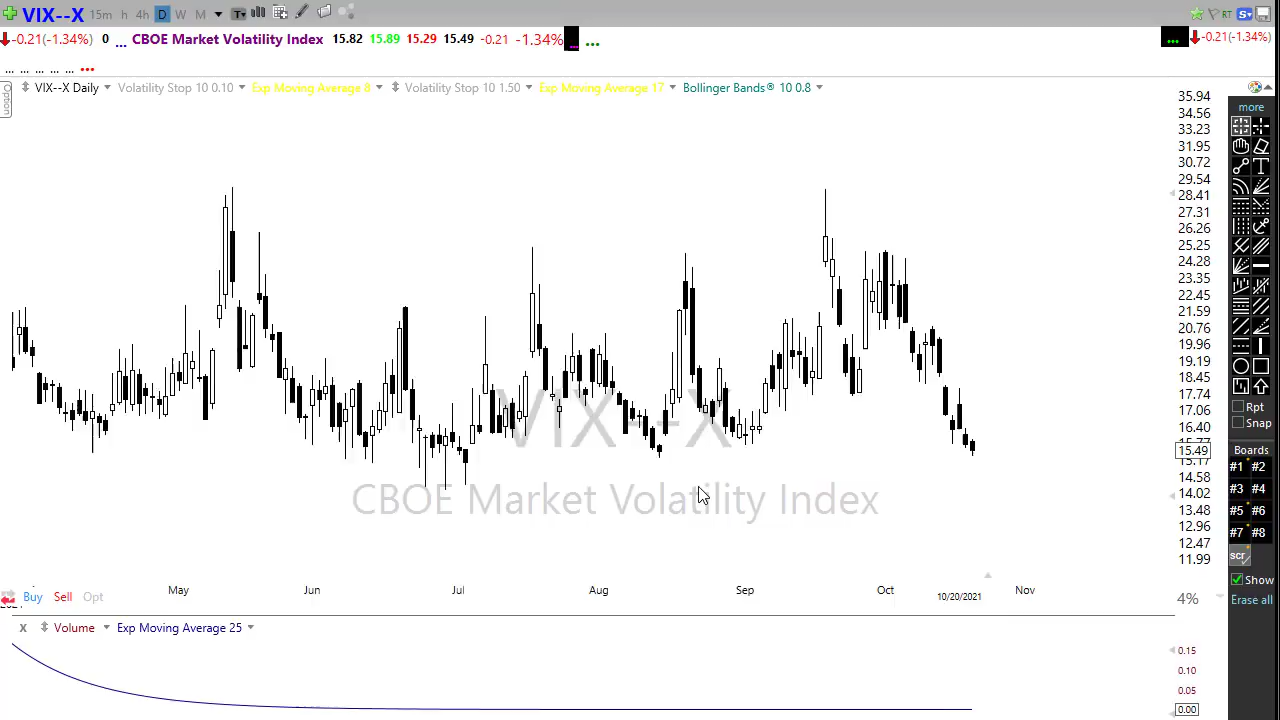 VIX--X 15m h 4h D W M T RT S
-0.21(-1.34%) 0 ... CBOE Market Volatility Index 15.82 15.89 15.29 15.49 -0.21 -1.34% ... ... ... -0.21(-1.34%)
... ... ... ... ... ...
Option
VIX--X Daily Volatility Stop 10 0.10 Exp Moving Average 8 Volatility Stop 10 1.50 Exp Moving Average 17 Bollinger Bands® 10 0.8
35.94
more
34.56
33.23
31.95
30.72
29.54
28.41
27.31
26.26
25.25
24.28
23.35
22.45
21.59
20.76
19.96
19.19
18.45
17.74
Rpt
17.06
Snap
16.40
VIX--X
15.77
15.49
15.17
Boards
#1 #2
14.58
#3 #4
14.02
CBOE Market Volatility Index
13.48
#5 #6
12.96
#7 #8
12.47
scr
11.99
Show
May Jun Jul Aug Sep Oct 10/20/2021 Nov
Buy Sell Opt 4% Erase all
X Volume Exp Moving Average 25
0.15
0.10
0.05
0.00